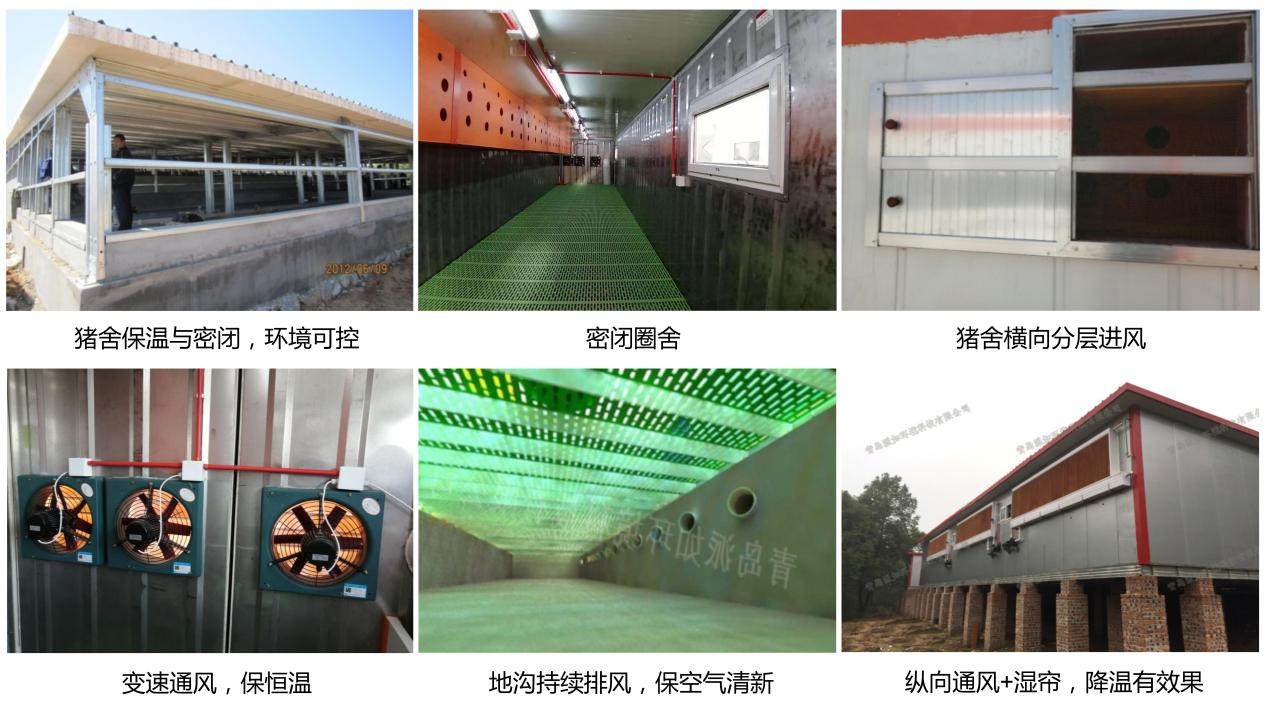 2012/06/09
猪舍保温与密闭，环境可控
密闭圈舍
猪舍横向分层进风
青岛派如环
变速通风，保恒温
地沟持续排风，保空气清新
纵向通风+湿帘，降温有效果